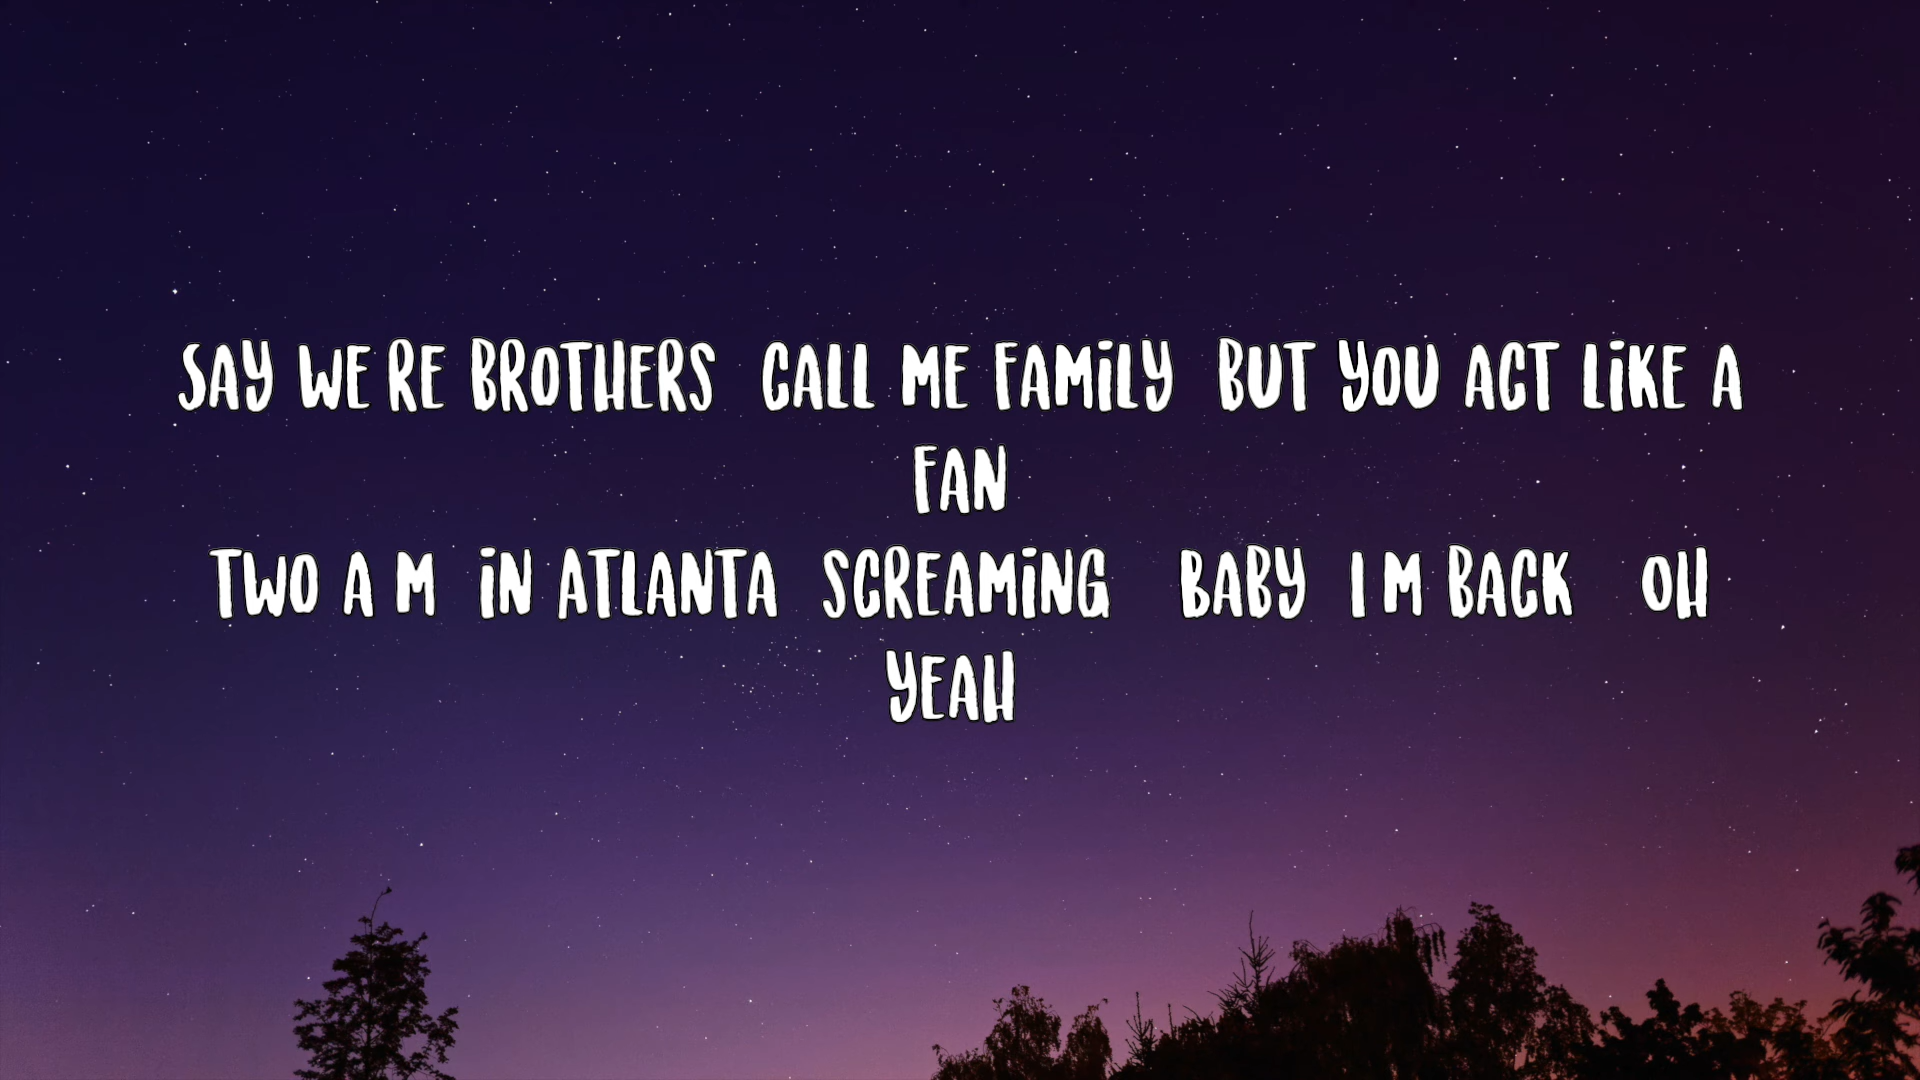 SAY WE RE BROTHERS CALL ME FAMILY BUT YOU ACT LIKE A
FAN
TWO A M IN ATLANTA SCREAMING BABY I M BACK OH
YEAH